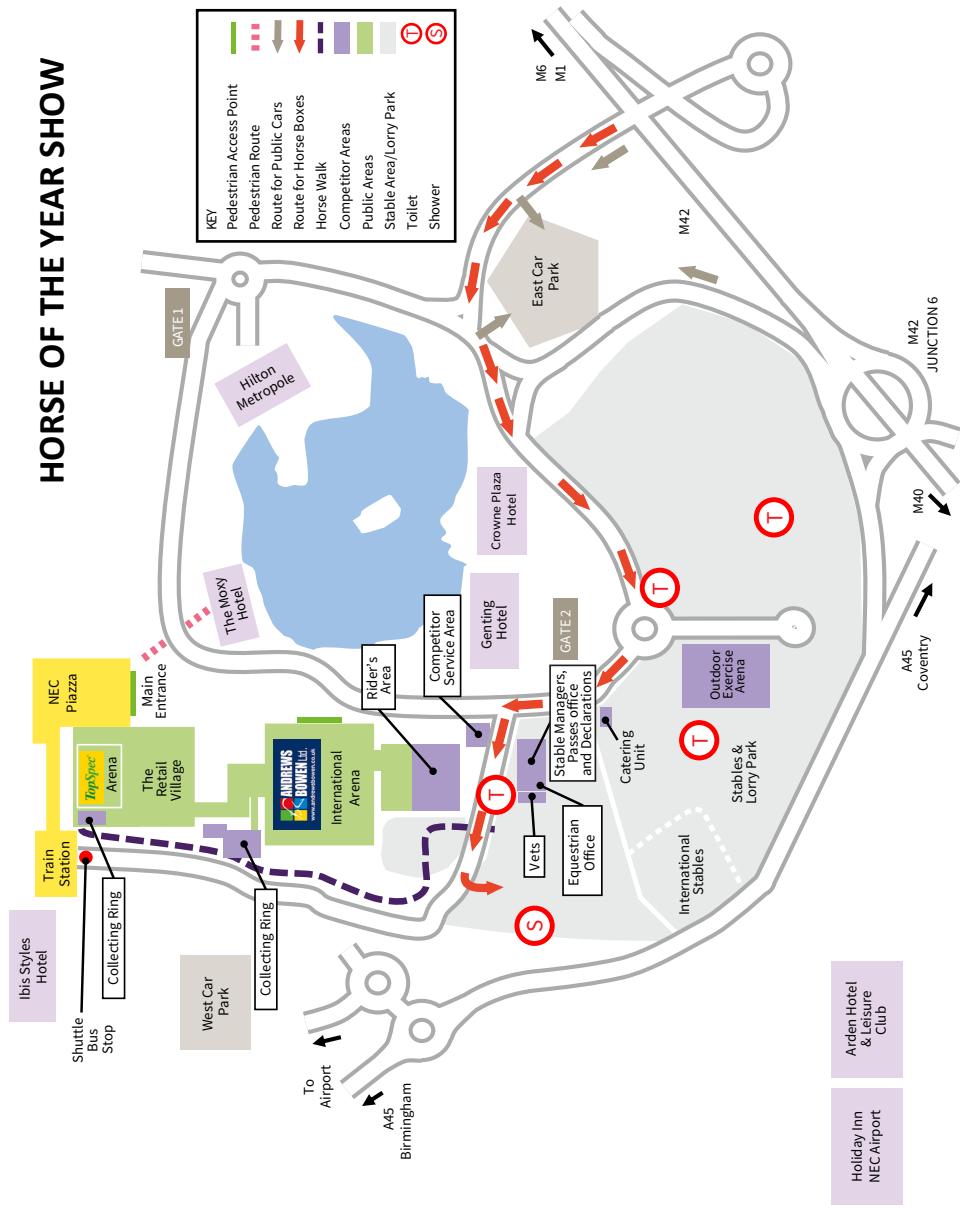 HORSE OF THE YEAR SHOW
KEY
Pedestrian Access Point
Pedestrian Route
Route for Public Cars
Route for Horse Boxes
Horse Walk
Competitor Areas
Public Areas
Stable Area/Lorry Park
Toilet
T
Shower
S
Ibis Styles
Hotel
Train
Station
NEC
Piazza
Shuttle
Bus
Stop
Collecting Ring
TopSpec
Arena
The
Retail
Village
Main
Entrance
The Moxy
Hotel
GATE 1
Hilton
Metropole
West Car
Park
Collecting Ring
ANDREWS
BOWEN Ltd.
www.andrewsbowen.co.uk
International
Arena
Rider's
Area
Competitor
Service Area
To
Airport
A45
Birmingham
Genting
Hotel
Crowne Plaza
Hotel
East Car
Park
M6
M1
M42
T
S
Vets
Equestrian
Office
Stable Managers,
Passes office
and Declarations
GATE 2
Catering
Unit
T
T
T
International
Stables
Stables &
Lorry Park
Outdoor
Exercise
Arena
M42
JUNCTION 6
M40
A45
Coventry
Holiday Inn
NEC Airport
Arden Hotel
& Leisure
Club